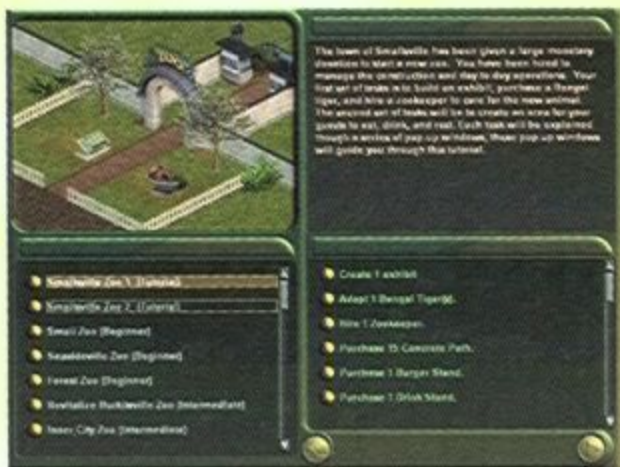 ZOO
The town of Smallsville has been given a large monetary
donation to start a new zoo. You have been hired to
manage the construction and day to day operations. Your
first set of tasks is to build an exhibit, purchase a Bengal
tiger, and hire a zookeeper to care for the new animal.
The second set of tasks will be to create an area for your
guests to eat, drink, and rest. Each task will be explained
through a series of pop up windows, these pop up windows
will guide you through this tutorial.
Smallsville Zoo 1 (Tutorial)
Smallsville Zoo 2 (Tutorial)
Small Zoo (Beginner)
Zoo (Beginner)
Forest Zoo (Beginner)
Revitalize Zoo (Intermediate)
Inner City Zoo (Intermediate)
Create 1 exhibit
Adopt 1 Bengal Tiger(s).
Hire 1 Zookeeper.
Purchase 15 Concrete Path.
Purchase 1 Burger Stand.
Purchase 1 Drink Stand.